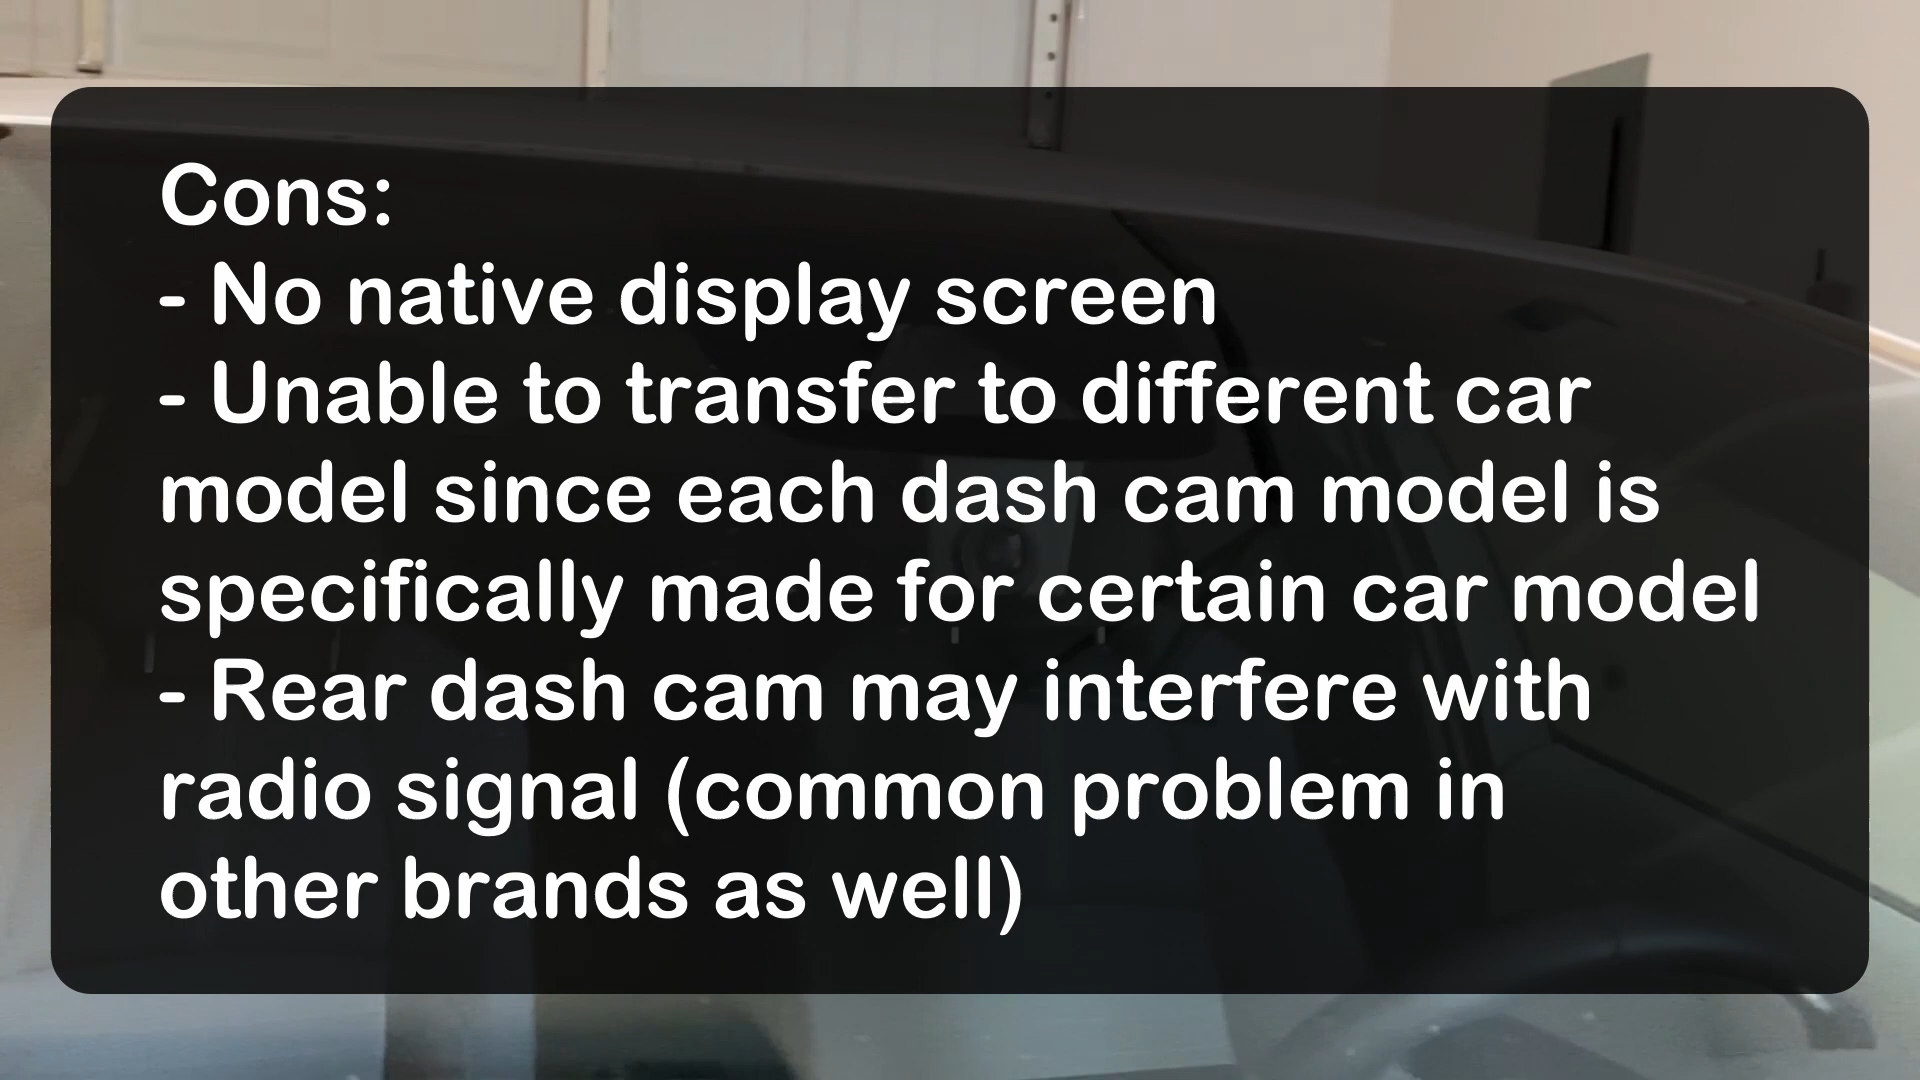 Cons:
- No native display screen
- Unable to transfer to different car
model since each dash cam model is
specifically made for certain car model
- Rear dash cam may interfere with
radio signal (common problem in
other brands as well)